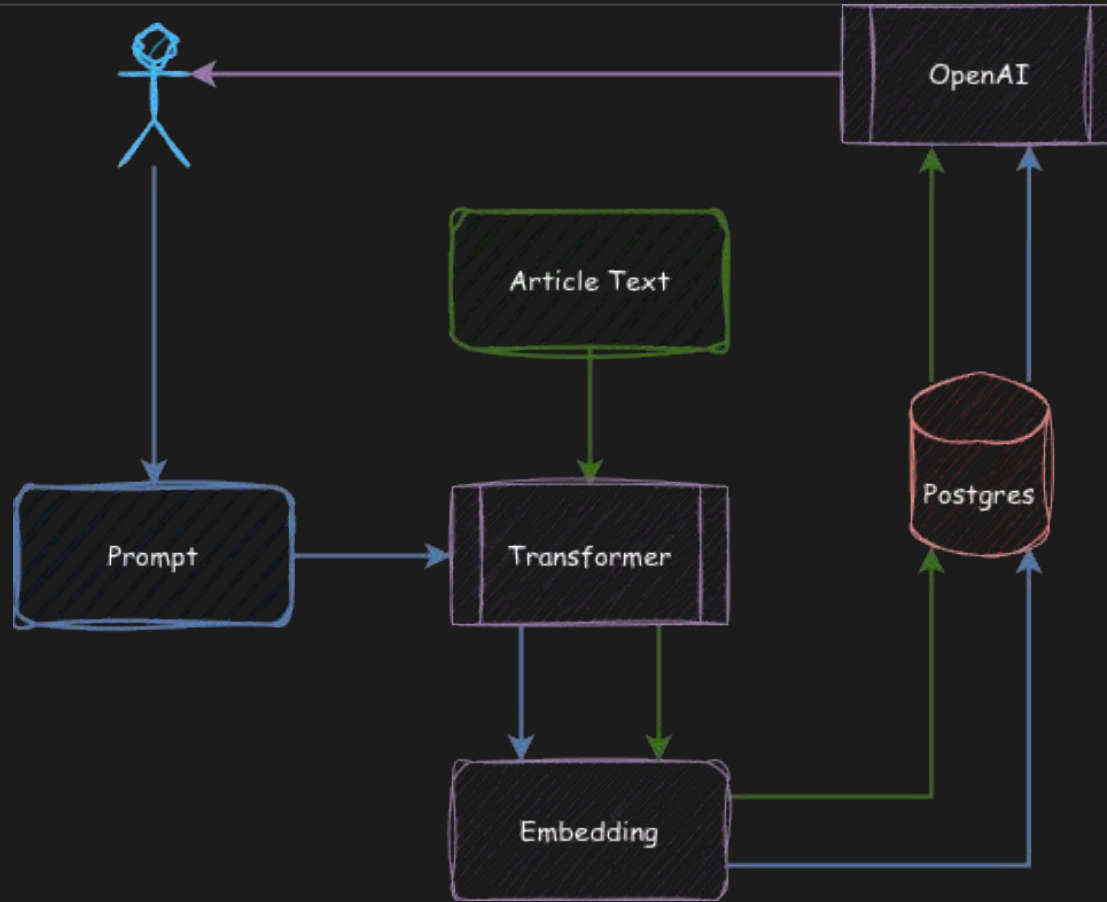 OpenAI
Article Text
Postgres
Prompt
Transformer
Embedding